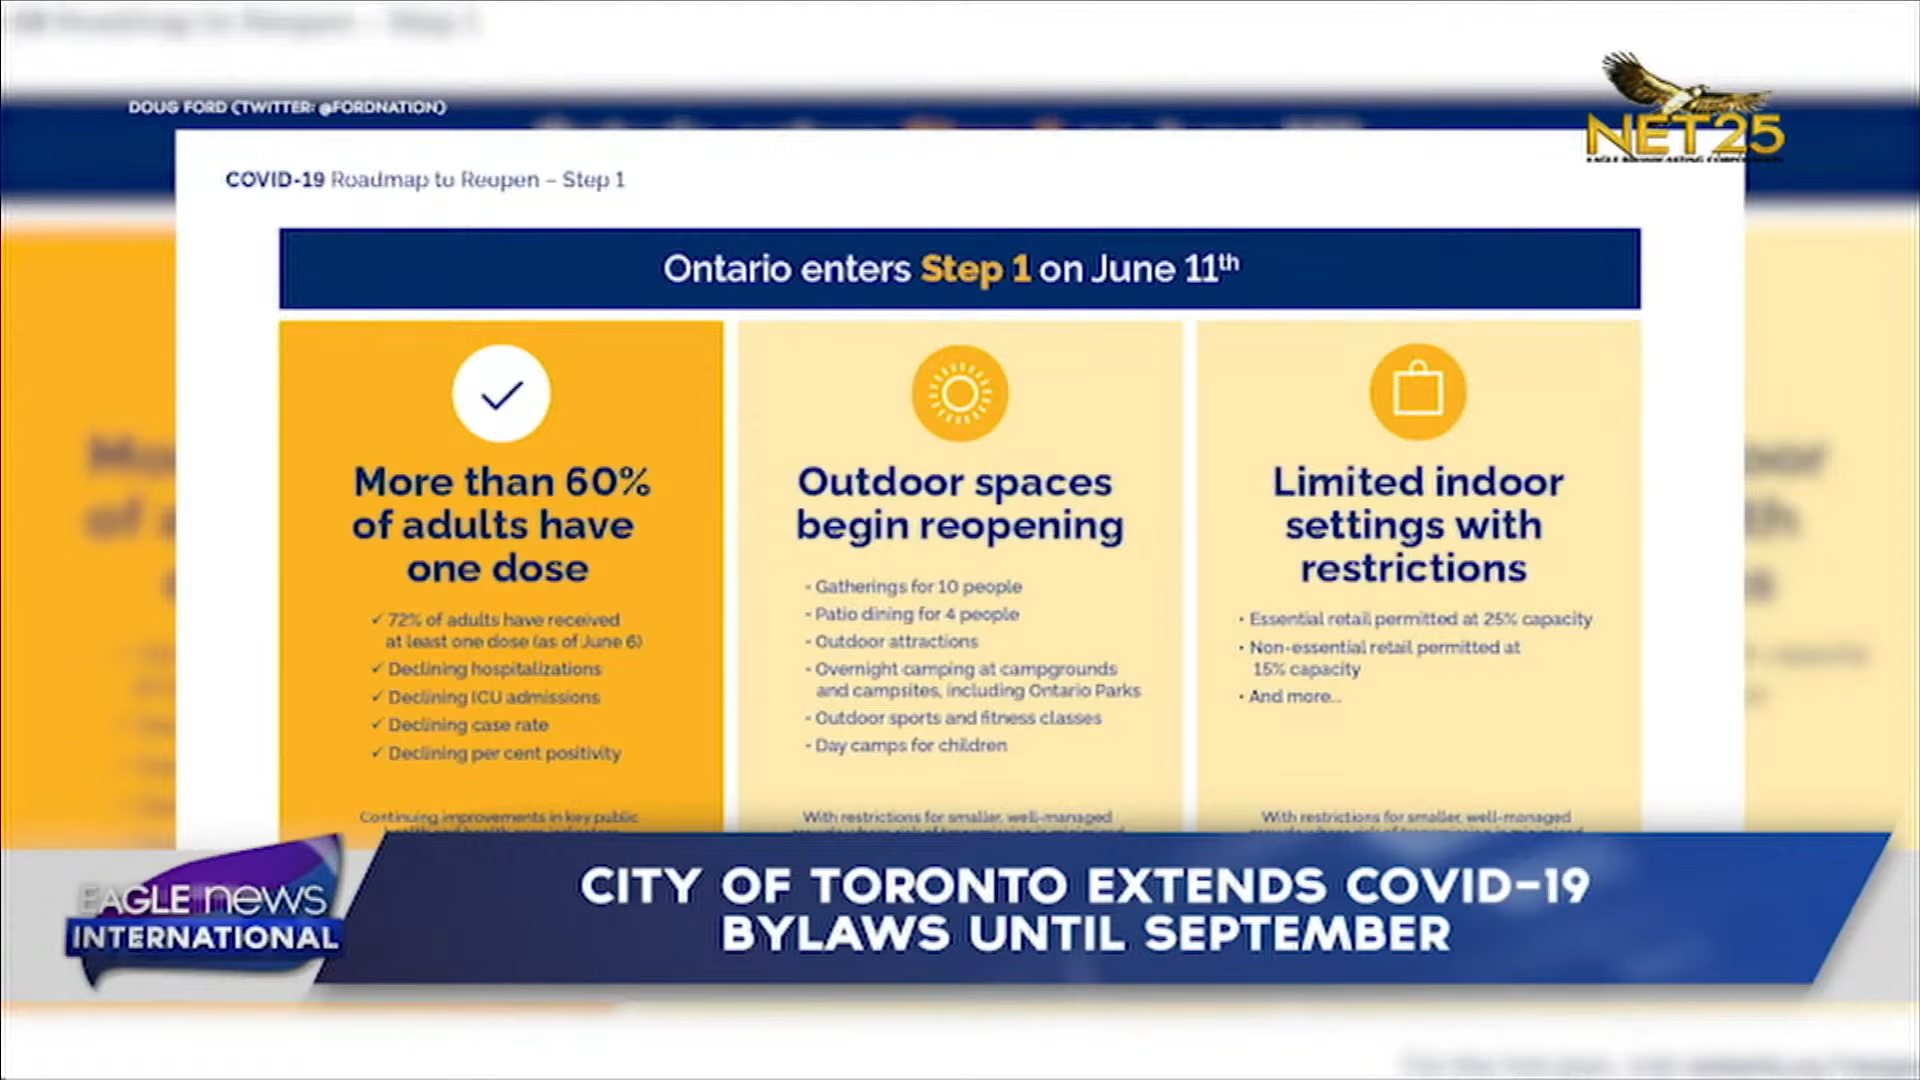 DOUG FORD (TWITTER: @FORDNATION)
NET25
EAGLE BROADCASTING CORPORATION
COVID-19 Roadmap to Reopen – Step 1
Ontario enters Step 1 on June 11th
More than 60%
of adults have
one dose
✓ 72% of adults have received
at least one dose (as of June 6)
✓ Declining hospitalizations
✓ Declining ICU admissions
✓ Declining case rate
✓ Declining per cent positivity
Continuing improvements in key public
Outdoor spaces
begin reopening
- Gatherings for 10 people
- Patio dining for 4 people
- Outdoor attractions
- Overnight camping at campgrounds
and campsites, including Ontario Parks
- Outdoor sports and fitness classes
- Day camps for children
With restrictions for smaller, well-managed
Limited indoor
settings with
restrictions
• Essential retail permitted at 25% capacity
• Non-essential retail permitted at
15% capacity
• And more...
With restrictions for smaller, well-managed
EAGLE news
INTERNATIONAL
CITY OF TORONTO EXTENDS COVID-19
BYLAWS UNTIL SEPTEMBER